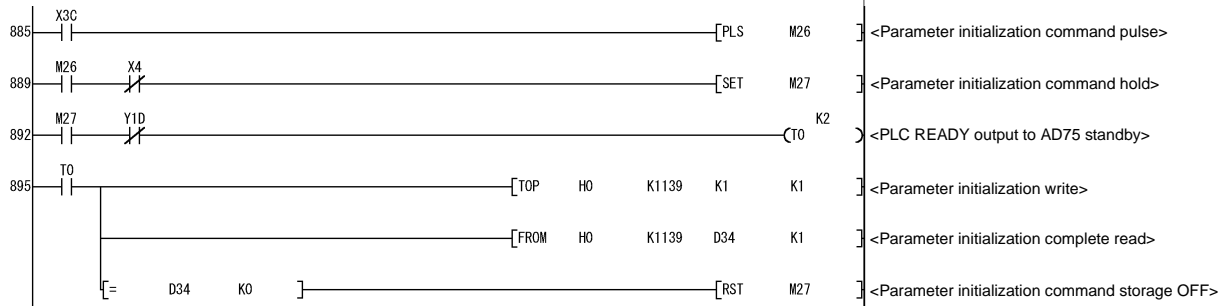 X3C
885 [PLS M26 ] <Parameter initialization command pulse>
M26 X4
889 [SET M27 ] <Parameter initialization command hold>
M27 Y1D K2
892 (T0 ) <PLC READY output to AD75 standby>
T0
895 [TOP H0 K1139 K1 K1 ] <Parameter initialization write>
[FROM H0 K1139 D34 K1 ] <Parameter initialization complete read>
[= D34 K0 ] [RST M27 ] <Parameter initialization command storage OFF>